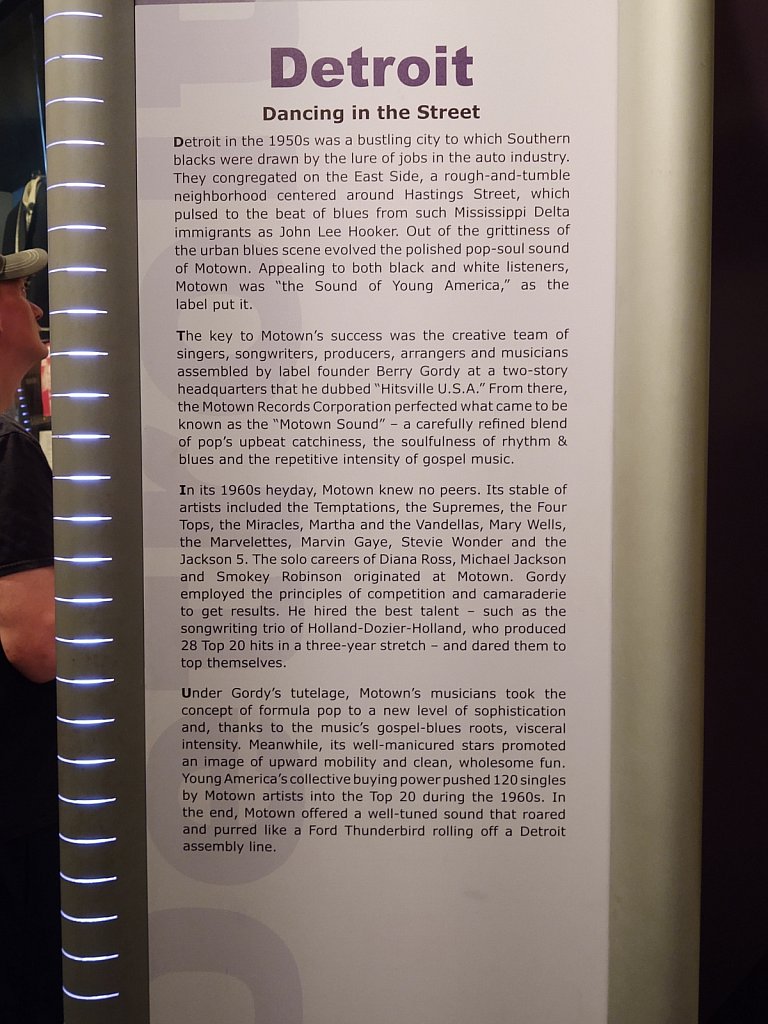 Detroit
Dancing in the Street
Detroit in the 1950s was a bustling city to which Southern
blacks were drawn by the lure of jobs in the auto industry.
They congregated on the East Side, a rough-and-tumble
neighborhood centered around Hastings Street, which
pulsed to the beat of blues from such Mississippi Delta
immigrants as John Lee Hooker. Out of the grittiness of
the urban blues scene evolved the polished pop-soul sound
of Motown. Appealing to both black and white listeners,
Motown was “the Sound of Young America,” as the
label put it.
The key to Motown’s success was the creative team of
singers, songwriters, producers, arrangers and musicians
assembled by label founder Berry Gordy at a two-story
headquarters that he dubbed “Hitsville U.S.A.” From there,
the Motown Records Corporation perfected what came to be
known as the “Motown Sound” – a carefully refined blend
of pop’s upbeat catchiness, the soulfulness of rhythm &
blues and the repetitive intensity of gospel music.
In its 1960s heyday, Motown knew no peers. Its stable of
artists included the Temptations, the Supremes, the Four
Tops, the Miracles, Martha and the Vandellas, Mary Wells,
the Marvelettes, Marvin Gaye, Stevie Wonder and the
Jackson 5. The solo careers of Diana Ross, Michael Jackson
and Smokey Robinson originated at Motown. Gordy
employed the principles of competition and camaraderie
to get results. He hired the best talent – such as the
songwriting trio of Holland-Dozier-Holland, who produced
28 Top 20 hits in a three-year stretch – and dared them to
top themselves.
Under Gordy’s tutelage, Motown’s musicians took the
concept of formula pop to a new level of sophistication
and, thanks to the music’s gospel-blues roots, visceral
intensity. Meanwhile, its well-manicured stars promoted
an image of upward mobility and clean, wholesome fun.
Young America’s collective buying power pushed 120 singles
by Motown artists into the Top 20 during the 1960s. In
the end, Motown offered a well-tuned sound that roared
and purred like a Ford Thunderbird rolling off a Detroit
assembly line.